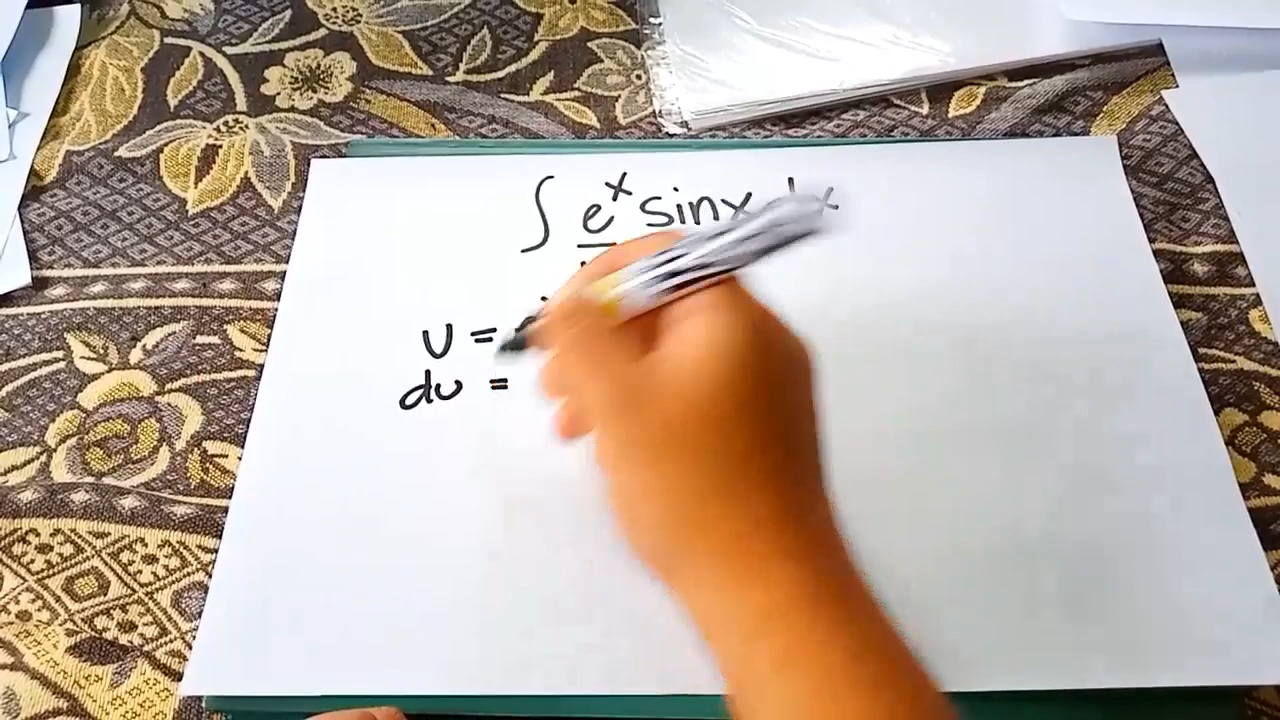 ∫ e^x sinx dx
u =
du =